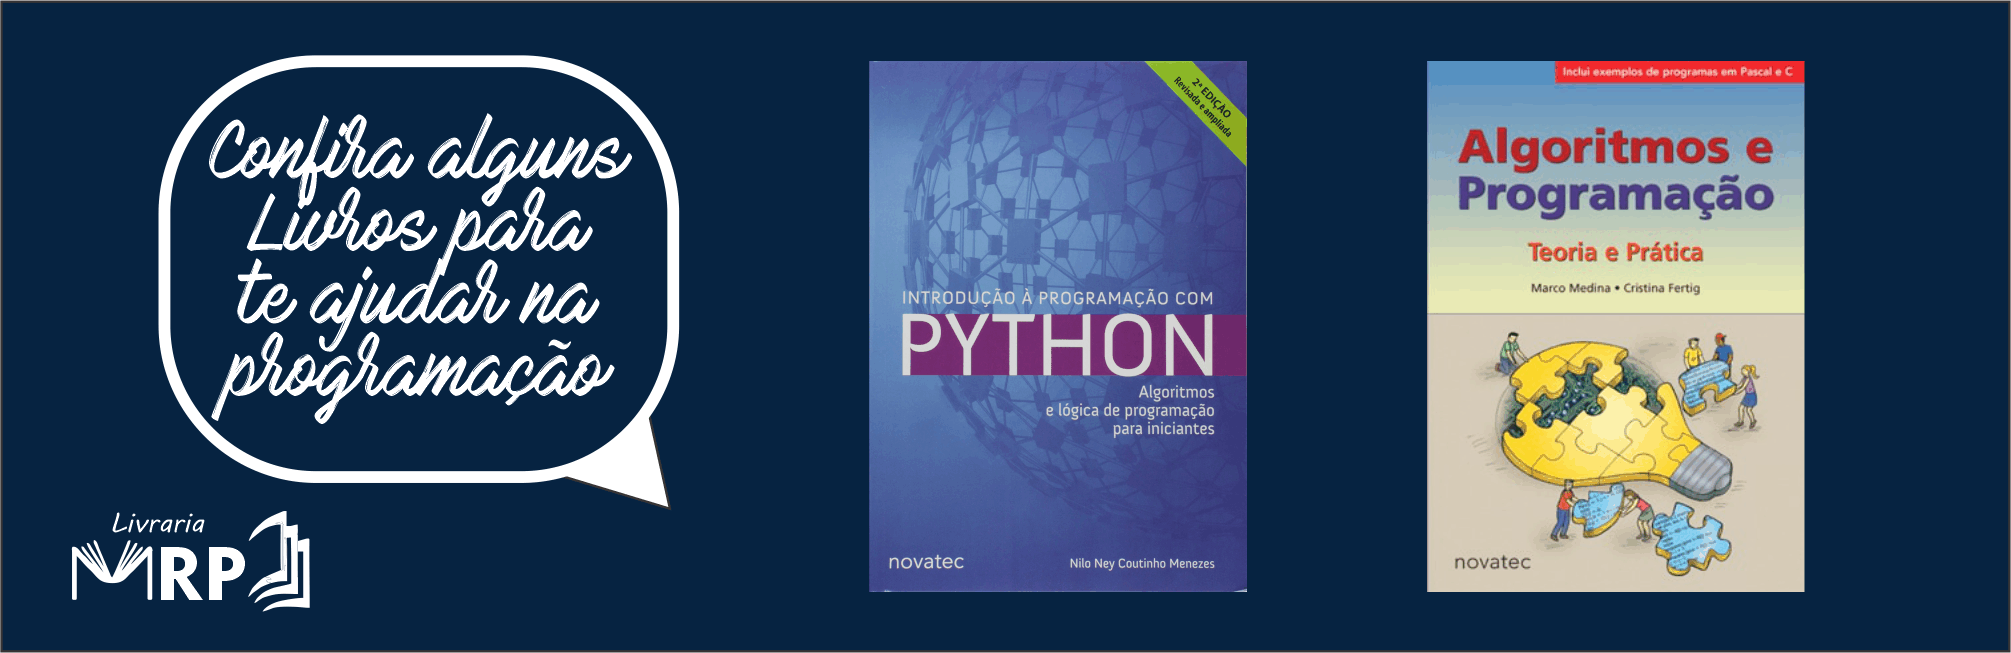 Confira alguns
Livros para
te ajudar na
programação
Livraria
MRP
2ª EDIÇÃO
Revisada e ampliada
INTRODUÇÃO À PROGRAMAÇÃO COM
PYTHON
Algoritmos
e lógica de programação
para iniciantes
novatec
Nilo Ney Coutinho Menezes
Inclui exemplos de programas em Pascal e C
Algoritmos e
Programação
Teoria e Prática
Marco Medina • Cristina Fertig
novatec